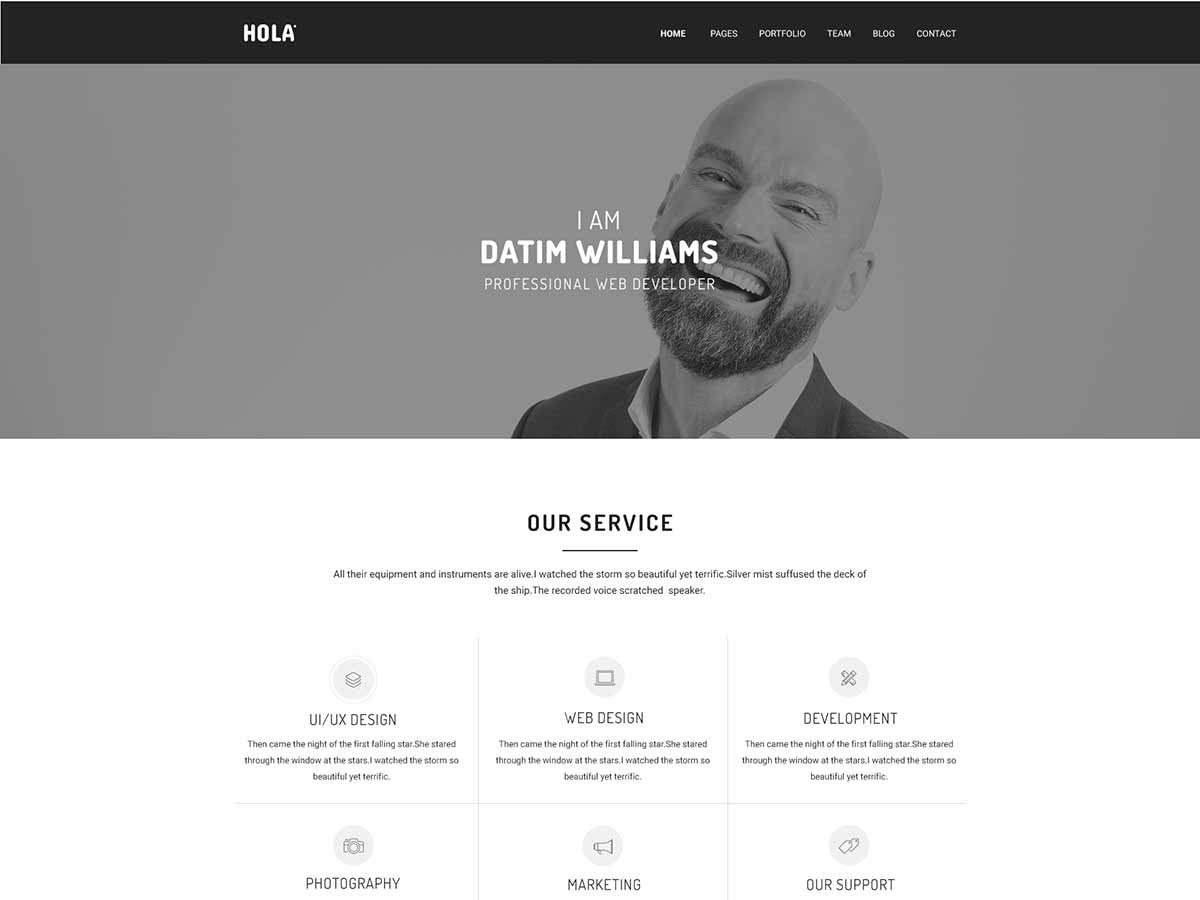 HOLA
HOME PAGES PORTFOLIO TEAM BLOG CONTACT
I AM
DATIM WILLIAMS
PROFESSIONAL WEB DEVELOPER
OUR SERVICE
All their equipment and instruments are alive.I watched the storm so beautiful yet terrific.Silver mist suffused the deck of
the ship.The recorded voice scratched speaker.
UI/UX DESIGN
Then came the night of the first falling star.She stared
through the window at the stars.I watched the storm so
beautiful yet terrific.
WEB DESIGN
Then came the night of the first falling star.She stared
through the window at the stars.I watched the storm so
beautiful yet terrific.
DEVELOPMENT
Then came the night of the first falling star.She stared
through the window at the stars.I watched the storm so
beautiful yet terrific.
PHOTOGRAPHY
MARKETING
OUR SUPPORT